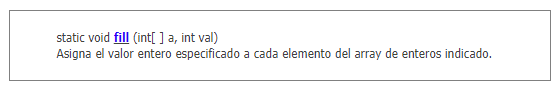 static void fill (int[ ] a, int val)
Asigna el valor entero especificado a cada elemento del array de enteros indicado.